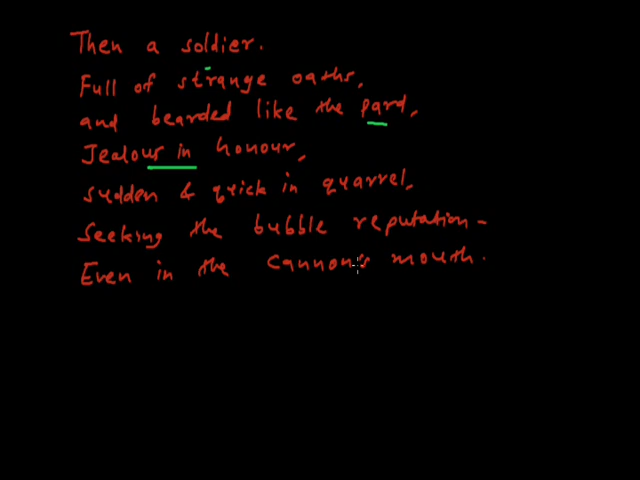 Then a soldier.
Full of strange oaths,
and bearded like the pard,
Jealous in honour,
sudden & quick in quarrel,
Seeking the bubble reputation -
Even in the cannon's mouth.